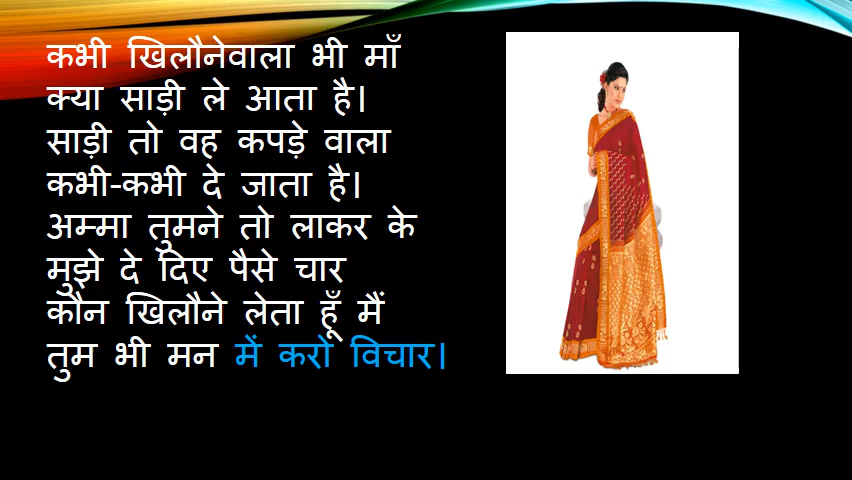 कभी खिलौनेवाला भी माँ
क्या साड़ी ले आता है।
साड़ी तो वह कपड़े वाला
कभी-कभी दे जाता है।
अम्मा तुमने तो लाकर के
मुझे दे दिए पैसे चार
कौन खिलौने लेता हूँ मैं
तुम भी मन में करो विचार।